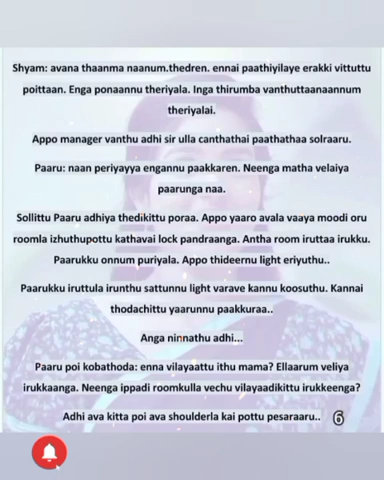 Shyam: avana thaanma naanum.thedren. ennai paathiyilaye erakki vittuttu
poittaan. Enga ponaannu theriyala. Inga thirumba vanthuttaanaannum
theriyalai.
Appo manager vanthu adhi sir ulla canthathai paathathaa solraaru.
Paaru: naan periyayya engannu paakkaren. Neenga matha velaiya
paarunga naa.
Sollittu Paaru adhiya thedikittu poraa. Appo yaaro avala vaaya moodi oru
roomla izhuthupottu kathavai lock pandraanga. Antha room iruttaa irukku.
Paarukku onnum puriyala. Appo thideernu light eriyuthu..
Paarukku iruttula irunthu sattunnu light varave kannu koosuthu. Kannai
thodachittu yaarunnu paakkuraa..
Anga ninnathu adhi...
Paaru poi kobathoda: enna vilayaattu ithu mama? Ellaarum veliya
irukkaanga. Neenga ippadi roomkulla vechu vilayaadikittu irukkeenga?
Adhi ava kitta poi ava shoulderla kai pottu pesaraaru..
6